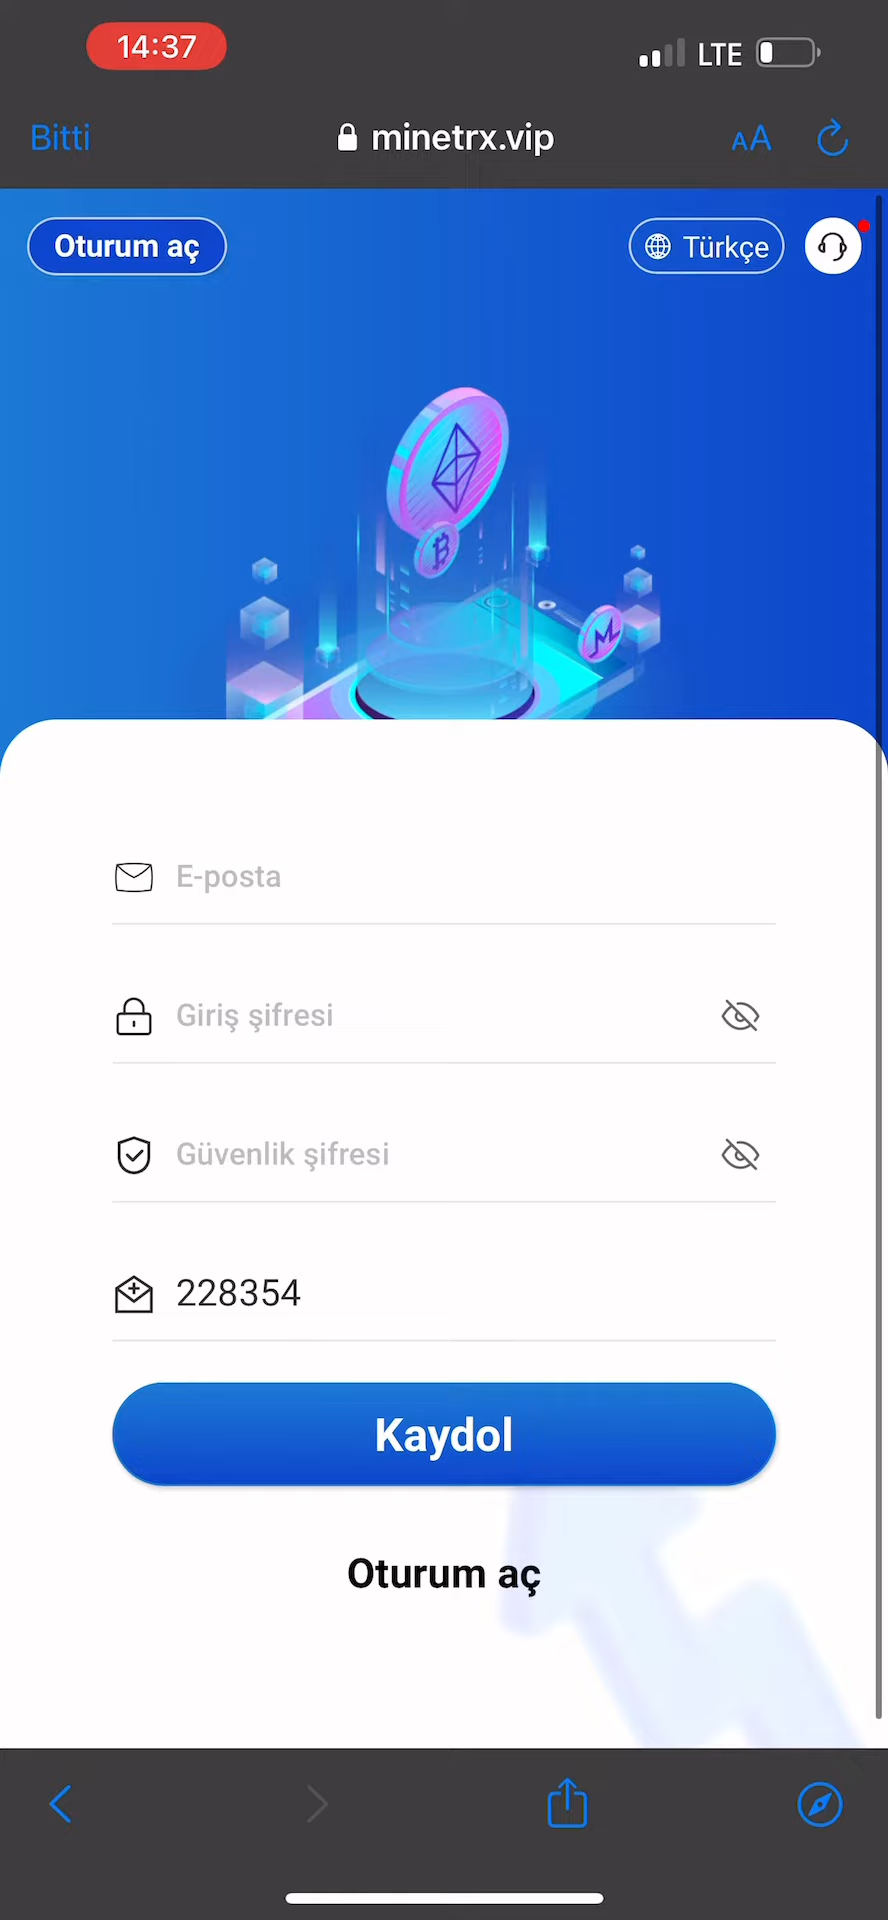 14:37
LTE
Bitti
minetrx.vip
AA
Oturum aç
Türkçe
E-posta
Giriş şifresi
Güvenlik şifresi
228354
Kaydol
Oturum aç